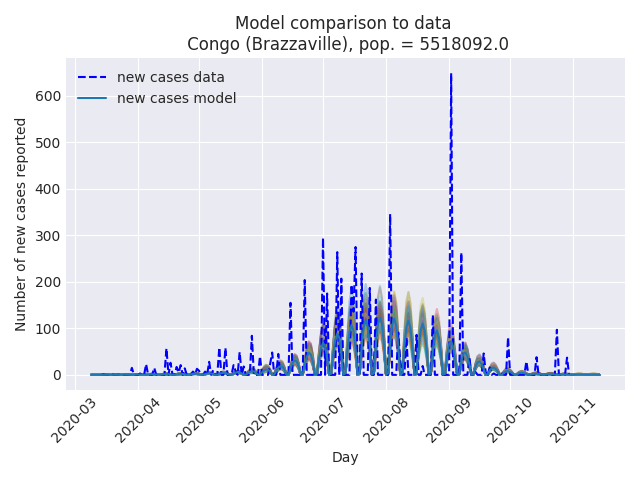 Model comparison to data
Congo (Brazzaville), pop. = 5518092.0
new cases data
new cases model
Number of new cases reported
600
500
400
300
200
100
0
2020-03
2020-04
2020-05
2020-06
2020-07
2020-08
2020-09
2020-10
2020-11
Day